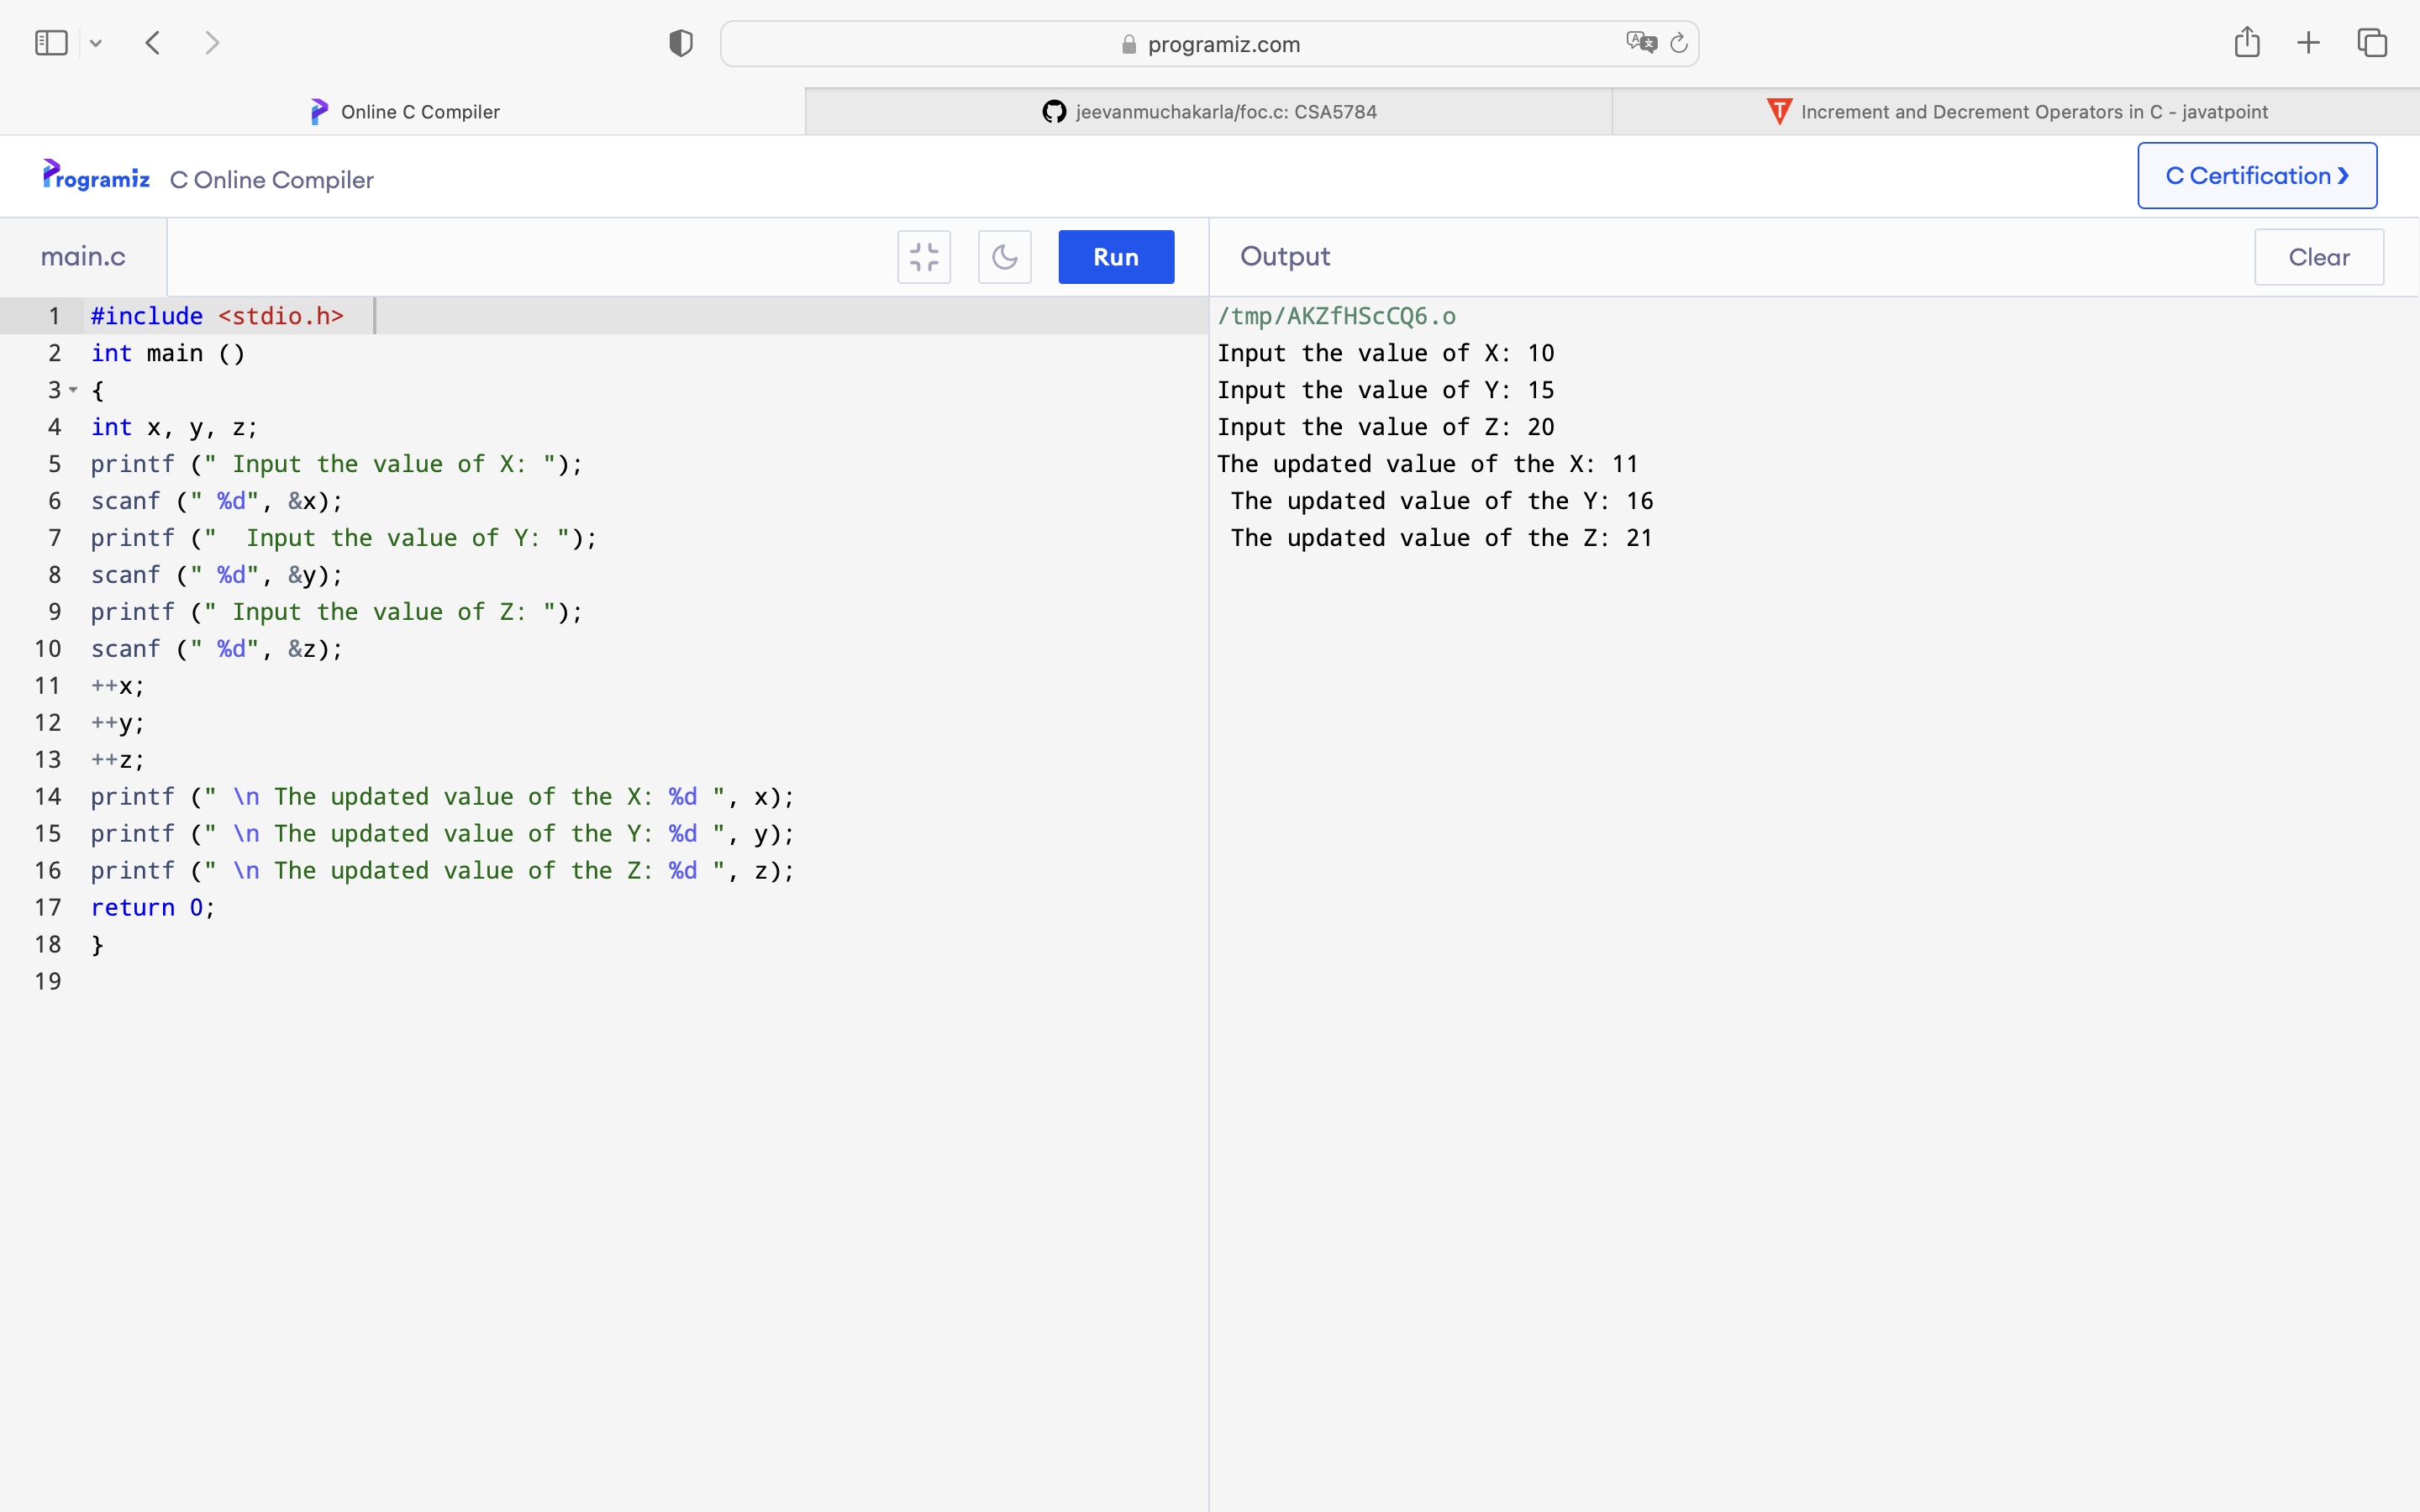 programiz.com
Online C Compiler
jeevanmuchakarla/foc.c: CSA5784
Increment and Decrement Operators in C - javatpoint
Programiz C Online Compiler
C Certification ❯
main.c
Run
Output
Clear
1 #include <stdio.h>
2 int main ()
3 {
4 int x, y, z;
5 printf (" Input the value of X: ");
6 scanf (" %d", &x);
7 printf ("  Input the value of Y: ");
8 scanf (" %d", &y);
9 printf (" Input the value of Z: ");
10 scanf (" %d", &z);
11 ++x;
12 ++y;
13 ++z;
14 printf (" \n The updated value of the X: %d ", x);
15 printf (" \n The updated value of the Y: %d ", y);
16 printf (" \n The updated value of the Z: %d ", z);
17 return 0;
18 }
19
/tmp/AKZfHScCQ6.o
Input the value of X: 10
Input the value of Y: 15
Input the value of Z: 20
The updated value of the X: 11
 The updated value of the Y: 16
 The updated value of the Z: 21